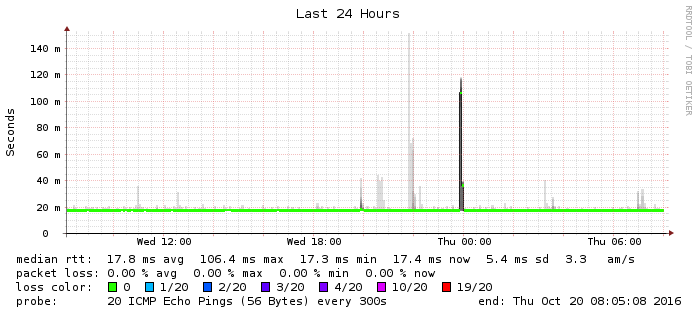 Last 24 Hours
RRDTOOL / TOBI OETIKER
Seconds
140 m
120 m
100 m
80 m
60 m
40 m
20 m
0
Wed 12:00 Wed 18:00 Thu 00:00 Thu 06:00
median rtt: 17.8 ms avg 106.4 ms max 17.3 ms min 17.4 ms now 5.4 ms sd 3.3 am/s
packet loss: 0.00 % avg 0.00 % max 0.00 % min 0.00 % now
loss color: 0 1/20 2/20 3/20 4/20 10/20 19/20
probe: 20 ICMP Echo Pings (56 Bytes) every 300s end: Thu Oct 20 08:05:08 2016